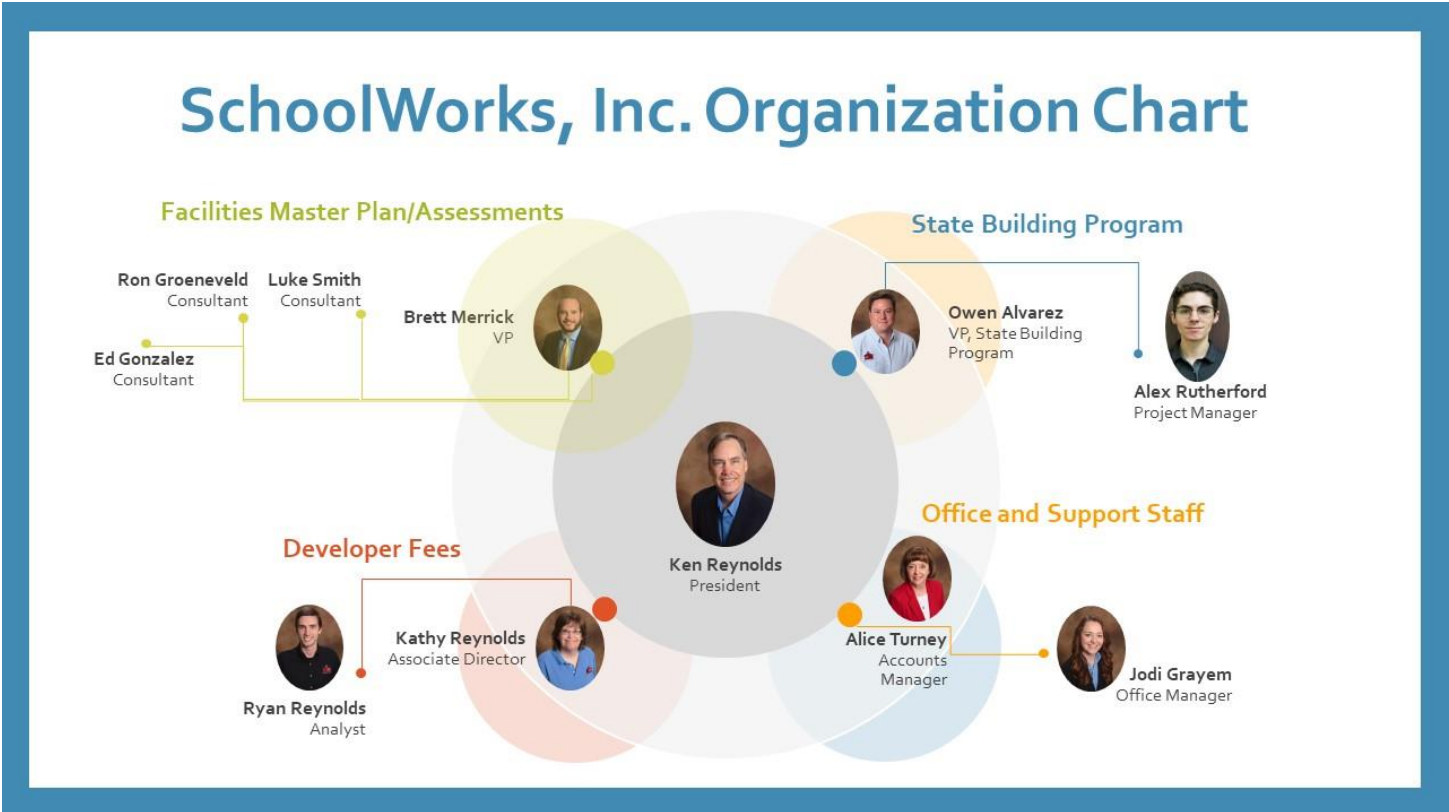 SchoolWorks, Inc. Organization Chart
Facilities Master Plan/Assessments
Ron Groeneveld
Consultant
Luke Smith
Consultant
Ed Gonzalez
Consultant
Brett Merrick
VP
State Building Program
Owen Alvarez
VP, State Building
Program
Alex Rutherford
Project Manager
Ken Reynolds
President
Developer Fees
Kathy Reynolds
Associate Director
Ryan Reynolds
Analyst
Office and Support Staff
Alice Turney
Accounts
Manager
Jodi Grayem
Office Manager